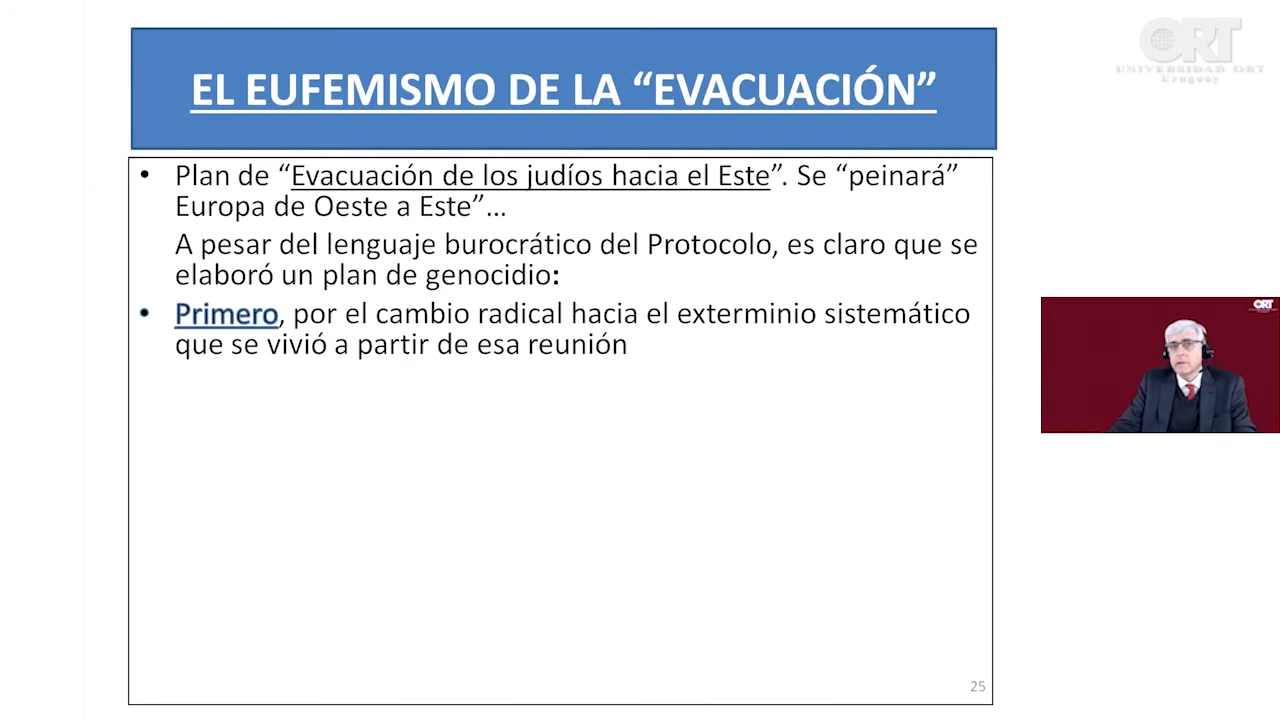 ORT
UNIVERSIDAD ORT
Uruguay
EL EUFEMISMO DE LA “EVACUACIÓN”
• Plan de “Evacuación de los judíos hacia el Este”. Se “peinará”
Europa de Oeste a Este”…
A pesar del lenguaje burocrático del Protocolo, es claro que se
elaboró un plan de genocidio:
• Primero, por el cambio radical hacia el exterminio sistemático
que se vivió a partir de esa reunión
ORT
25